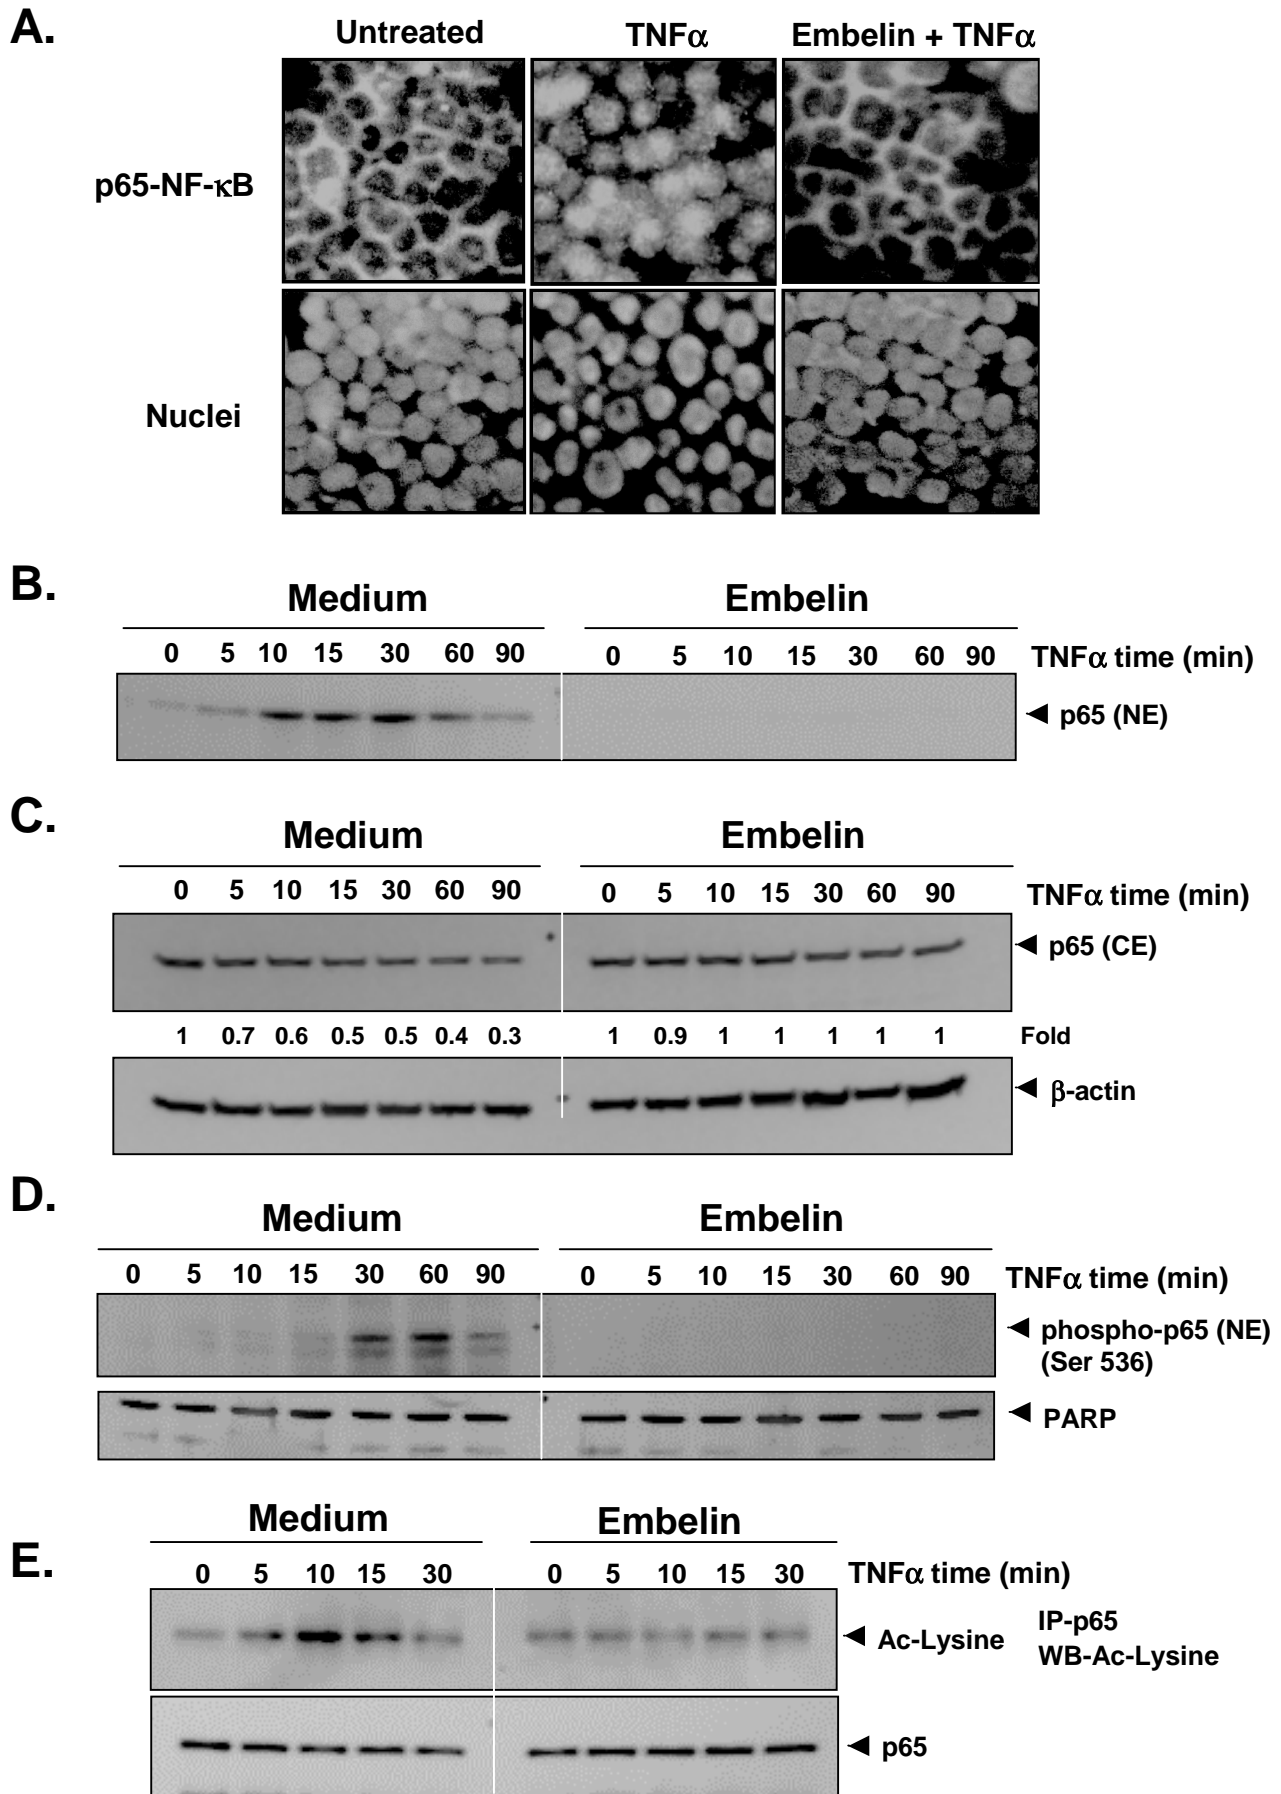 A.
Untreated TNFα Embelin + TNFα
p65-NF-κB
Nuclei
B.
Medium Embelin
0 5 10 15 30 60 90 0 5 10 15 30 60 90 TNFα time (min)
p65 (NE)
C.
Medium Embelin
0 5 10 15 30 60 90 0 5 10 15 30 60 90 TNFα time (min)
p65 (CE)
1 0.7 0.6 0.5 0.5 0.4 0.3 1 0.9 1 1 1 1 1 Fold
β-actin
D.
Medium Embelin
0 5 10 15 30 60 90 0 5 10 15 30 60 90 TNFα time (min)
phospho-p65 (NE)
(Ser 536)
PARP
E.
Medium Embelin
0 5 10 15 30 0 5 10 15 30 TNFα time (min)
Ac-Lysine
IP-p65
WB-Ac-Lysine
p65